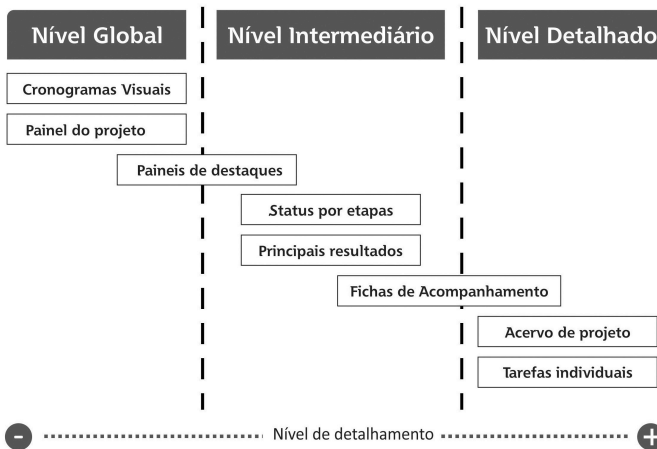 Nível Global
Nível Intermediário
Nível Detalhado
Cronogramas Visuais
Painel do projeto
Paineis de destaques
Status por etapas
Principais resultados
Fichas de Acompanhamento
Acervo de projeto
Tarefas individuais
- Nível de detalhamento +